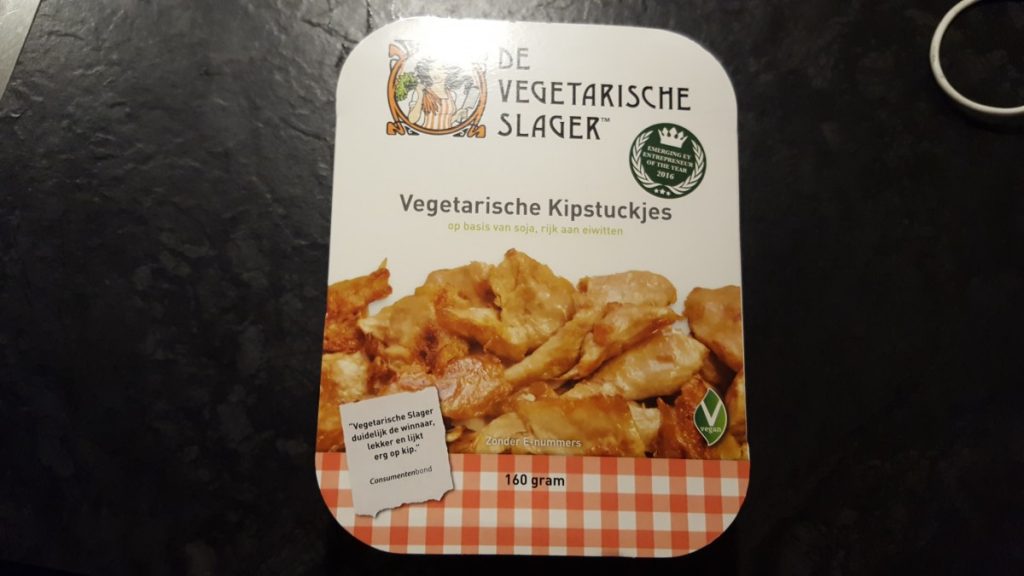 DE
VEGETARISCHE
SLAGER™
EMERGING EY
ENTREPRENEUR
OF THE YEAR
2016
Vegetarische Kipstuckjes
op basis van soja, rijk aan eiwitten
"Vegetarische Slager
duidelijk de winnaar,
lekker en lijkt
erg op kip."
Consumentenbond
Zonder E-nummers
V
vegan
160 gram